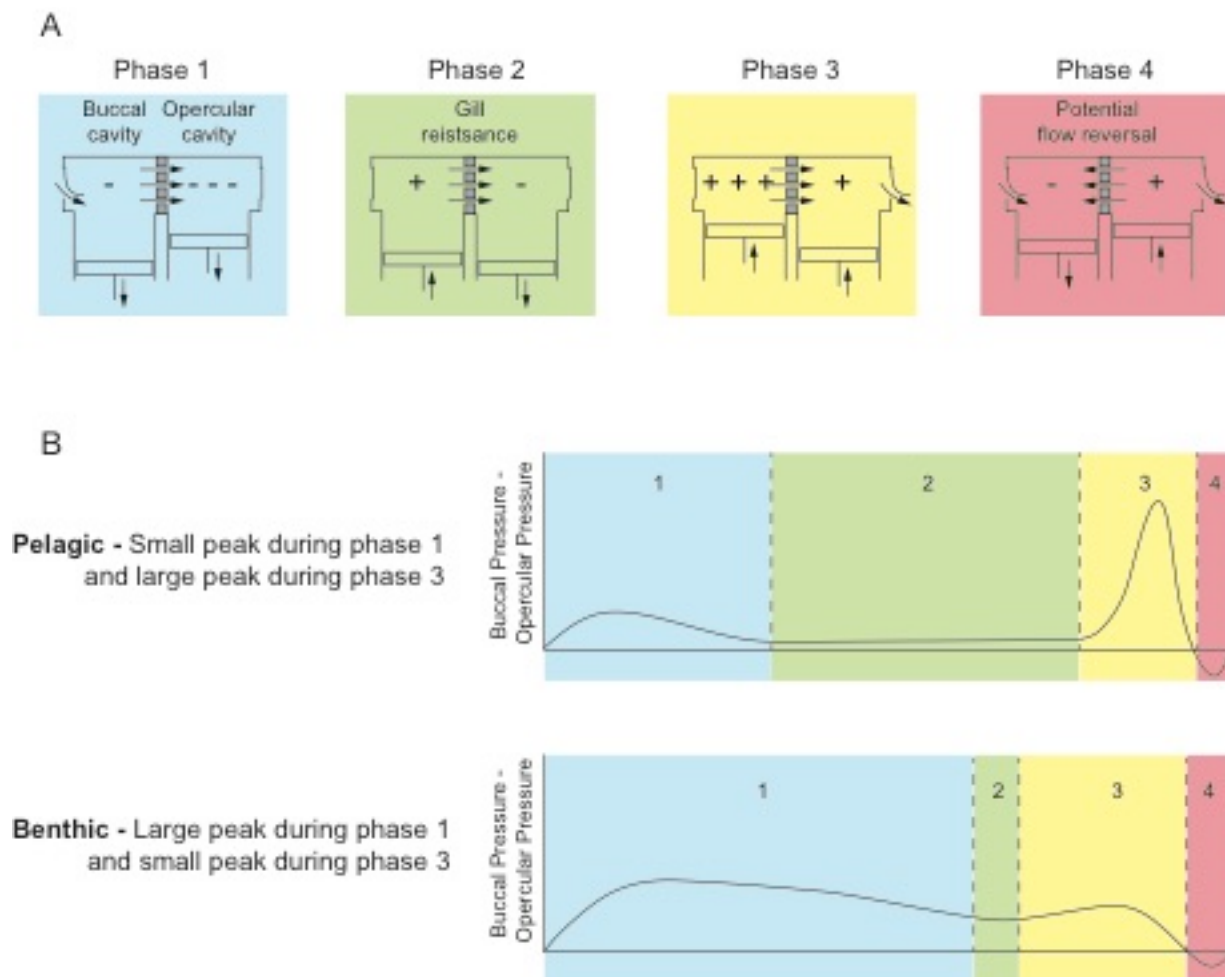 A
Phase 1
Phase 2
Phase 3
Phase 4
Buccal Opercular
cavity cavity
Gill
reistsance
Potential
flow reversal
- - - -
+ -
+ + + +
- +
B
Pelagic - Small peak during phase 1
and large peak during phase 3
Buccal Pressure -
Opercular Pressure
1
2
3
4
Benthic - Large peak during phase 1
and small peak during phase 3
Buccal Pressure -
Opercular Pressure
1
2
3
4